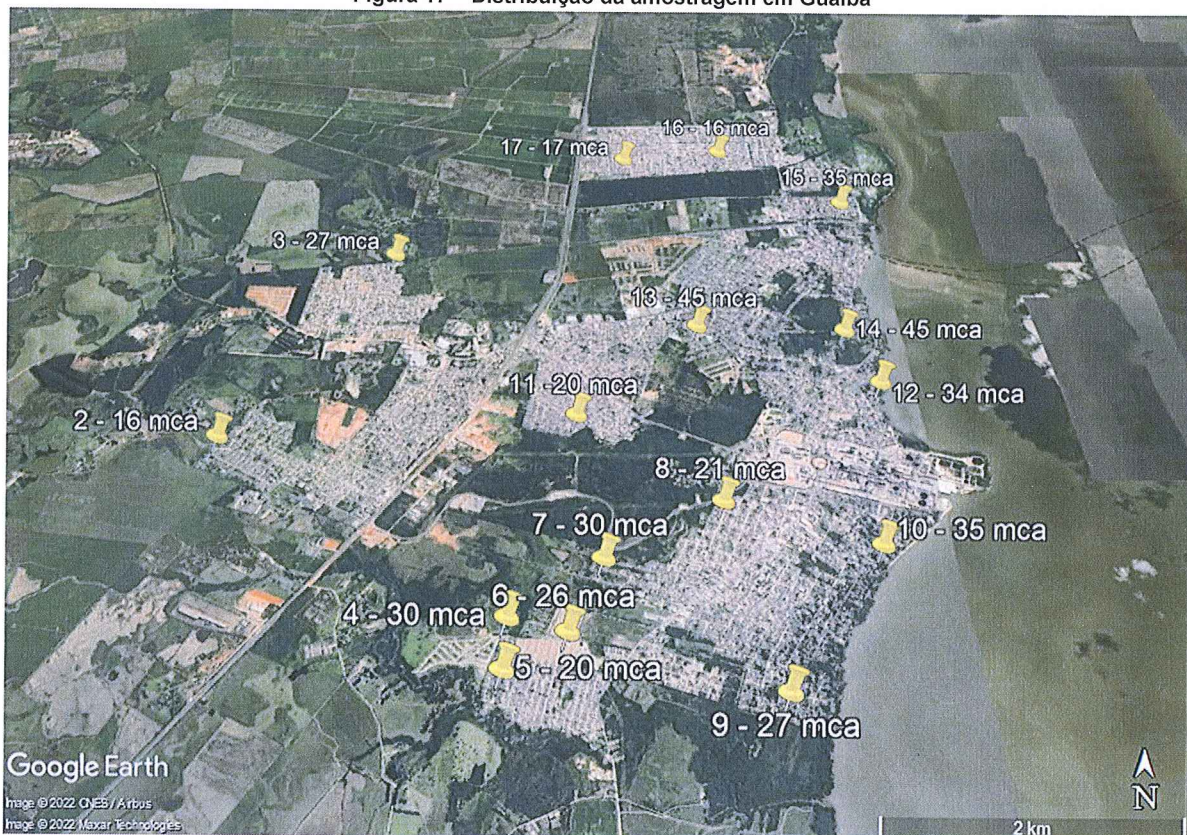 Distribuição da amostragem em Guaíba
16 - 16 mca
17 - 17 mca
15 - 35 mca
3 - 27 mca
13 - 45 mca
14 - 45 mca
11 -20 mca
12 - 34 mca
2 - 16 mca
8 - 21 mca
7 - 30 mca
10 - 35 mca
6 - 26 mca
4 - 30 mca
5 - 20 mca
9 - 27 mca
Google Earth
Image © 2022 CNES / Airbus
Image © 2022 Maxar Technologies
N
2 km